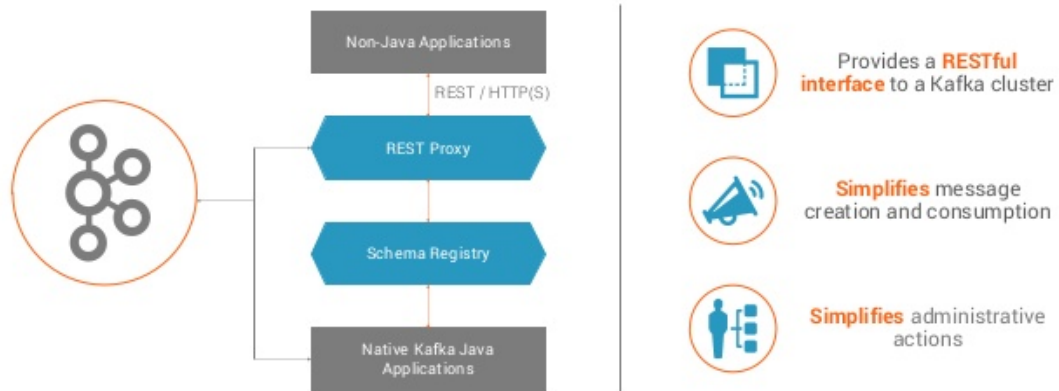 Non-Java Applications
REST / HTTP(S)
REST Proxy
Schema Registry
Native Kafka Java
Applications
Provides a RESTful
interface to a Kafka cluster
Simplifies message
creation and consumption
Simplifies administrative
actions